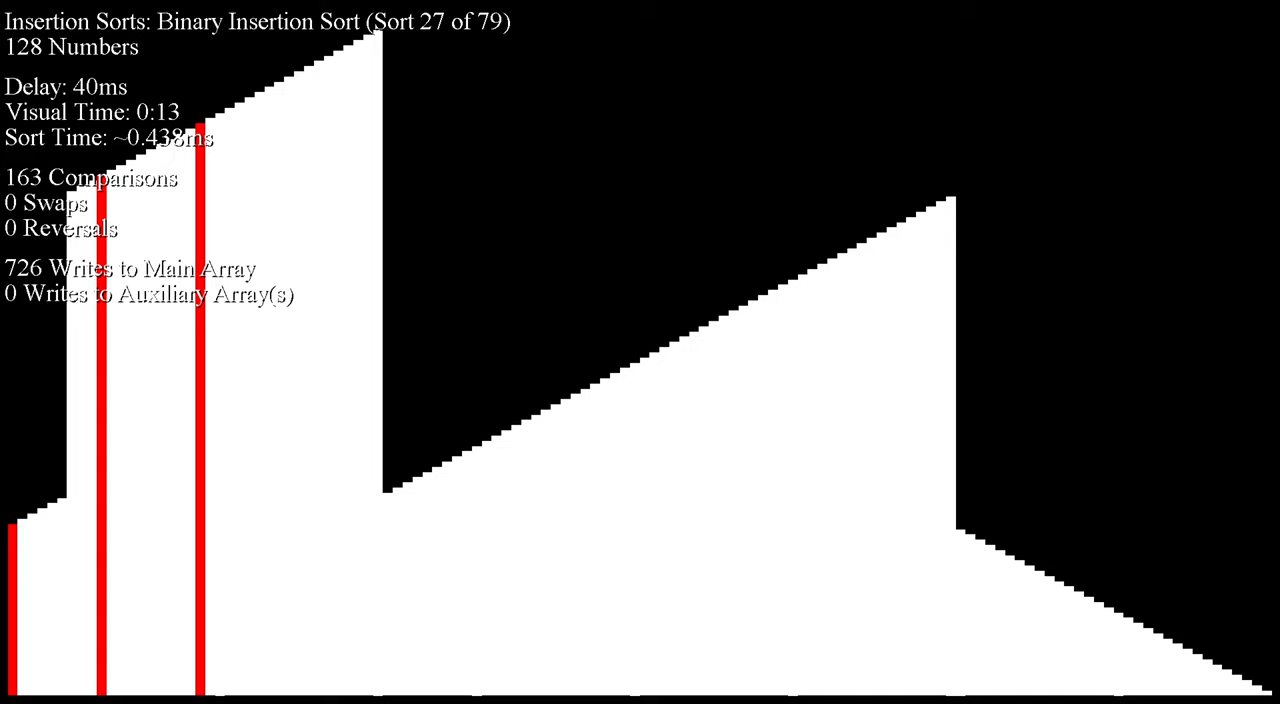 Insertion Sorts: Binary Insertion Sort (Sort 27 of 79)
128 Numbers
Delay: 40ms
Visual Time: 0:13
Sort Time: ~0.438ms
163 Comparisons
0 Swaps
0 Reversals
726 Writes to Main Array
0 Writes to Auxiliary Array(s)